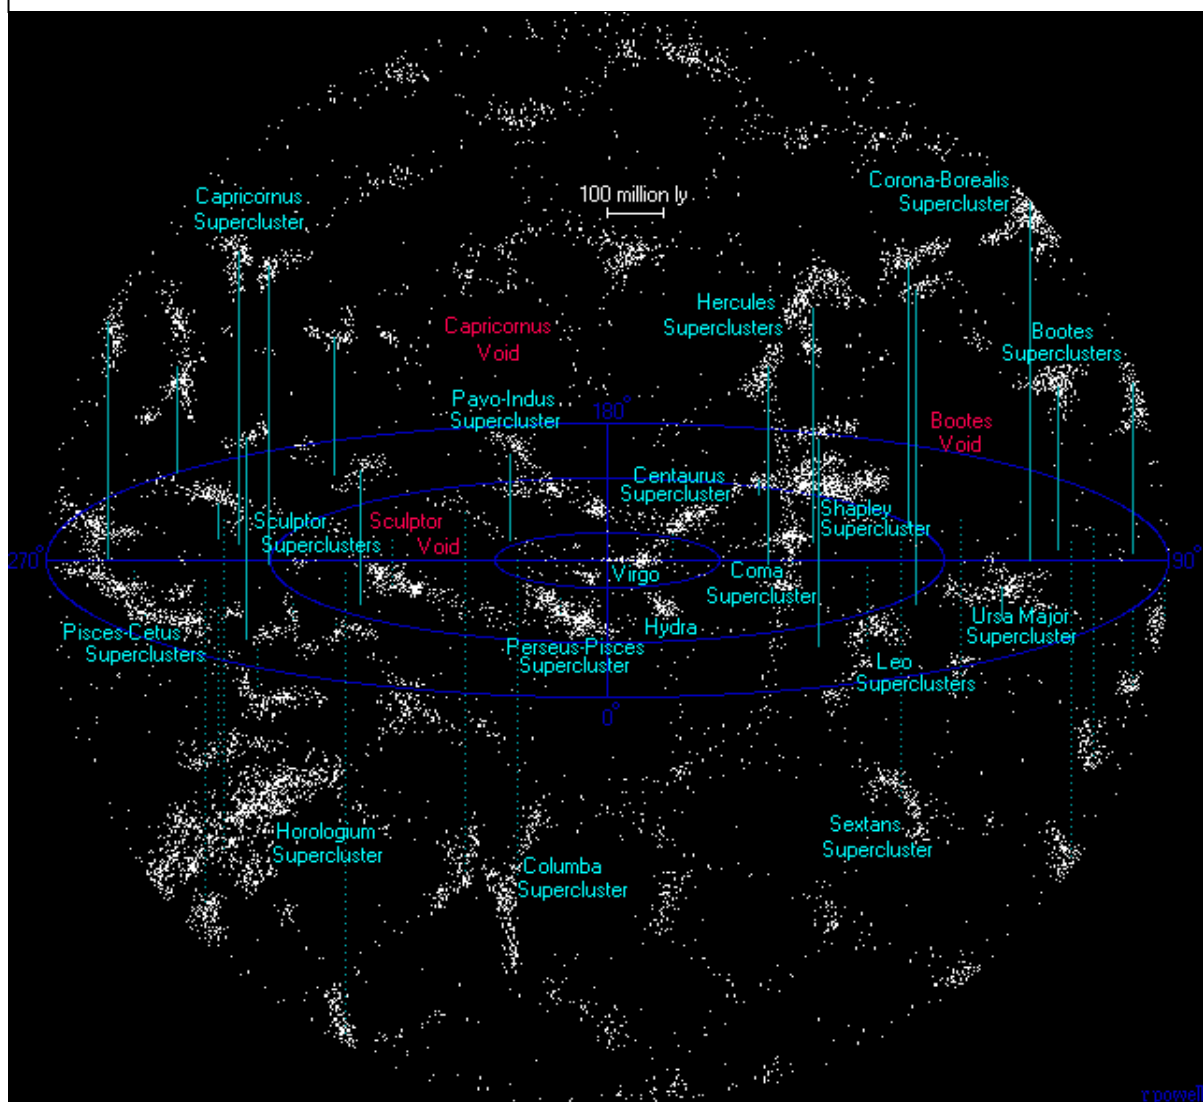 Corona-Borealis
Supercluster
Capricornus
Supercluster
100 million ly
Hercules
Superclusters
Capricornus
Void
Bootes
Superclusters
Pavo-Indus
Supercluster
180°
Bootes
Void
Centaurus
Supercluster
Sculptor
Superclusters
Sculptor
Void
Shapley
Supercluster
270°
90°
Virgo
Coma
Supercluster
Pisces-Cetus
Superclusters
Perseus-Pisces
Supercluster
Hydra
Ursa Major
Supercluster
Leo
Superclusters
0°
Horologium
Supercluster
Sextans
Supercluster
Columba
Supercluster
rpowell